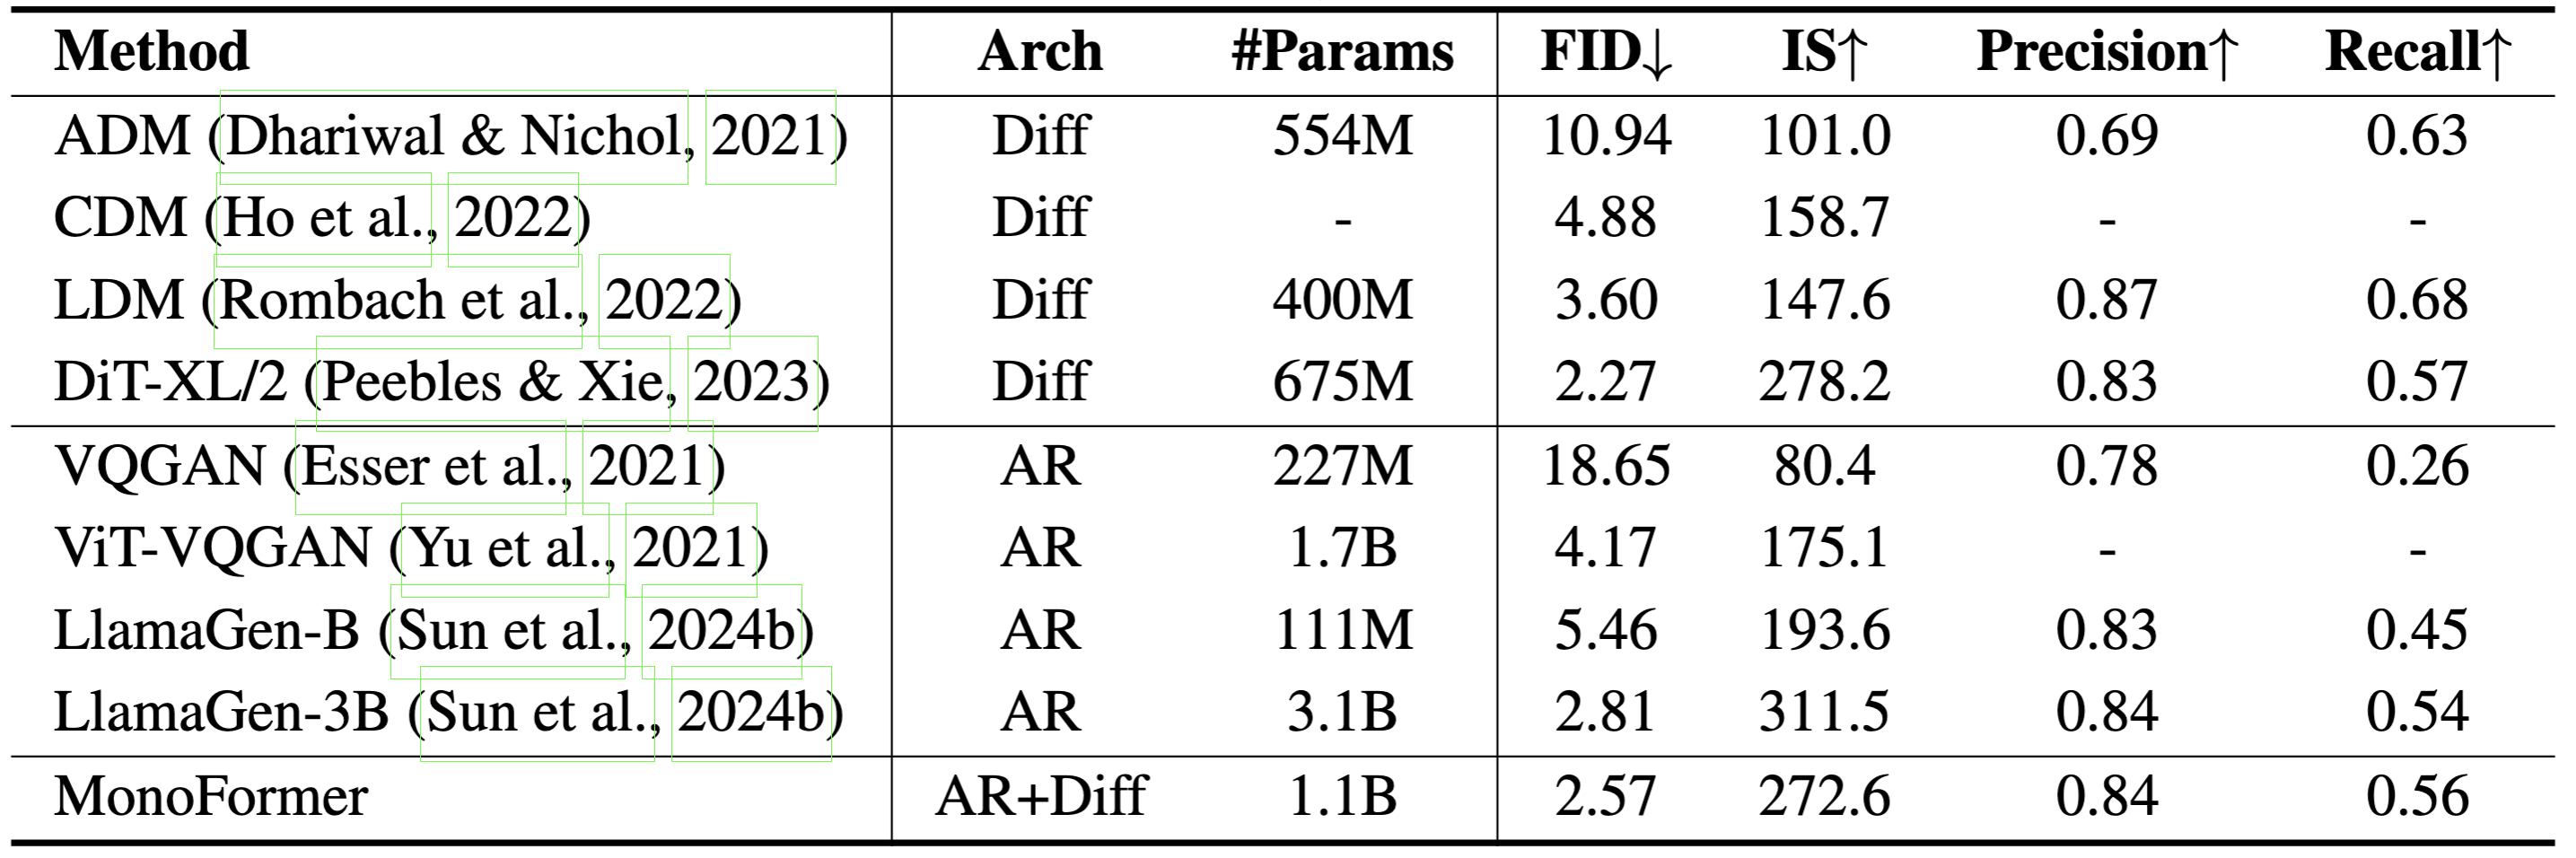 Method Arch #Params FID↓ IS↑ Precision↑ Recall↑
ADM (Dhariwal & Nichol, 2021) Diff 554M 10.94 101.0 0.69 0.63
CDM (Ho et al., 2022) Diff - 4.88 158.7 - -
LDM (Rombach et al., 2022) Diff 400M 3.60 147.6 0.87 0.68
DiT-XL/2 (Peebles & Xie, 2023) Diff 675M 2.27 278.2 0.83 0.57
VQGAN (Esser et al., 2021) AR 227M 18.65 80.4 0.78 0.26
ViT-VQGAN (Yu et al., 2021) AR 1.7B 4.17 175.1 - -
LlamaGen-B (Sun et al., 2024b) AR 111M 5.46 193.6 0.83 0.45
LlamaGen-3B (Sun et al., 2024b) AR 3.1B 2.81 311.5 0.84 0.54
MonoFormer AR+Diff 1.1B 2.57 272.6 0.84 0.56